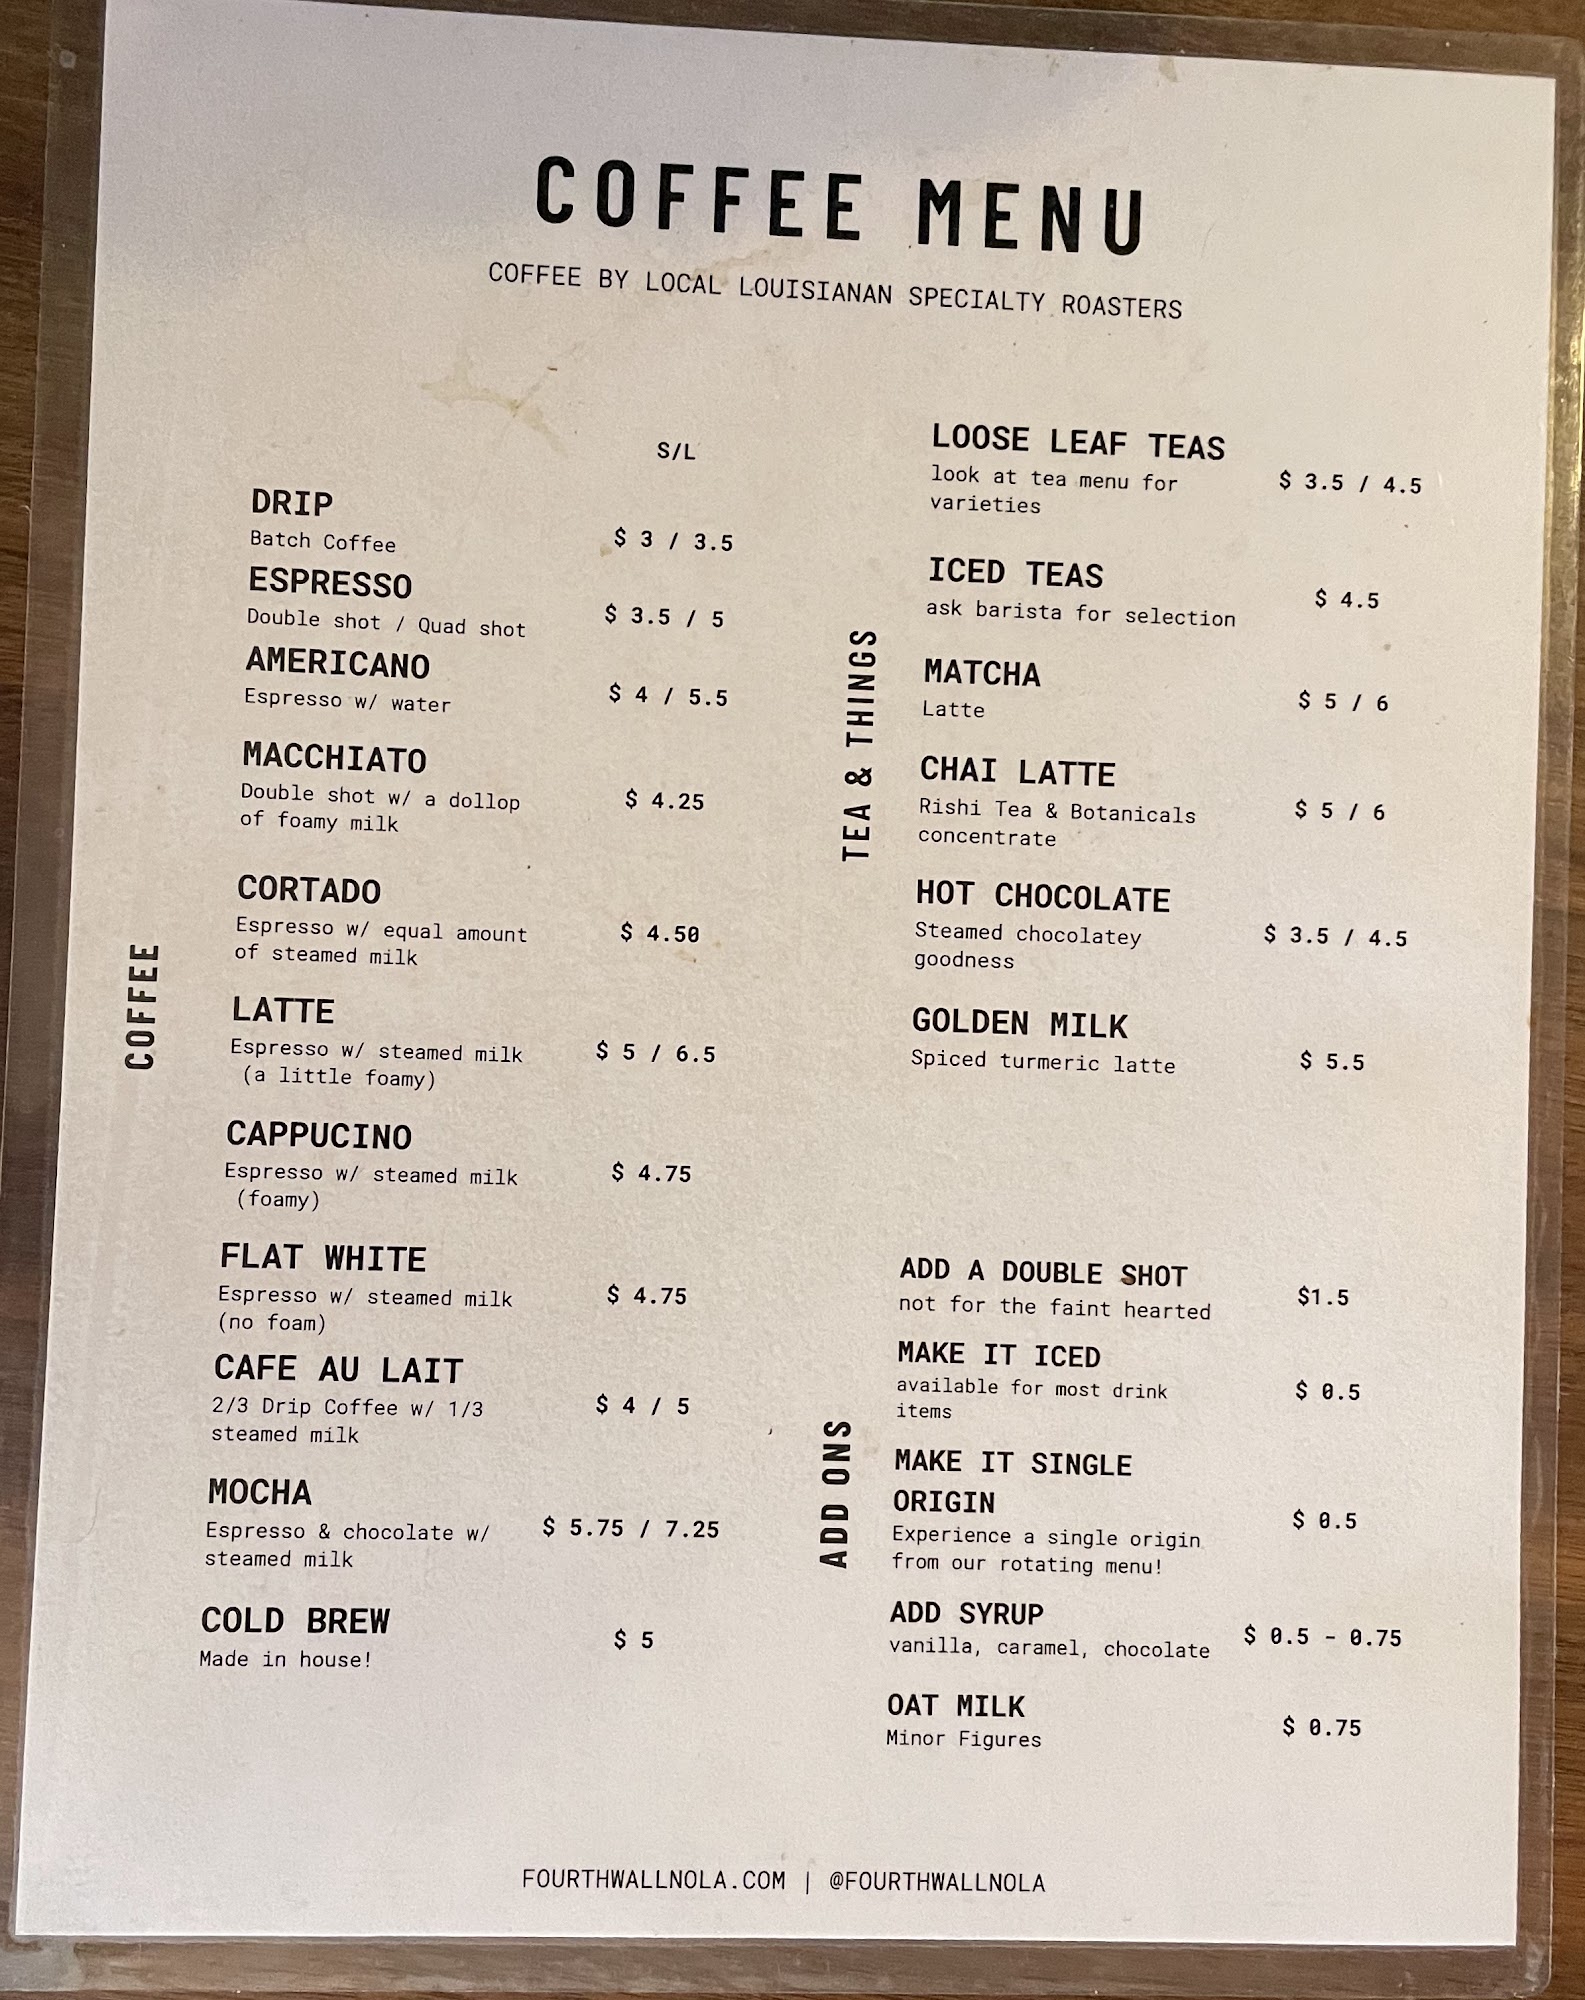 COFFEE MENU
COFFEE BY LOCAL LOUISIANAN SPECIALTY ROASTERS
COFFEE
S/L
DRIP
Batch Coffee
$ 3 / 3.5
ESPRESSO
Double shot / Quad shot
$ 3.5 / 5
AMERICANO
Espresso w/ water
$ 4 / 5.5
MACCHIATO
Double shot w/ a dollop
of foamy milk
$ 4.25
CORTADO
Espresso w/ equal amount
of steamed milk
$ 4.50
LATTE
Espresso w/ steamed milk
(a little foamy)
$ 5 / 6.5
CAPPUCINO
Espresso w/ steamed milk
(foamy)
$ 4.75
FLAT WHITE
Espresso w/ steamed milk
(no foam)
$ 4.75
CAFE AU LAIT
2/3 Drip Coffee w/ 1/3
steamed milk
$ 4 / 5
MOCHA
Espresso & chocolate w/
steamed milk
$ 5.75 / 7.25
COLD BREW
Made in house!
$ 5
TEA & THINGS
LOOSE LEAF TEAS
look at tea menu for
varieties
$ 3.5 / 4.5
ICED TEAS
ask barista for selection
$ 4.5
MATCHA
Latte
$ 5 / 6
CHAI LATTE
Rishi Tea & Botanicals
concentrate
$ 5 / 6
HOT CHOCOLATE
Steamed chocolatey
goodness
$ 3.5 / 4.5
GOLDEN MILK
Spiced turmeric latte
$ 5.5
ADD ONS
ADD A DOUBLE SHOT
not for the faint hearted
$1.5
MAKE IT ICED
available for most drink
items
$ 0.5
MAKE IT SINGLE
ORIGIN
Experience a single origin
from our rotating menu!
$ 0.5
ADD SYRUP
vanilla, caramel, chocolate
$ 0.5 - 0.75
OAT MILK
Minor Figures
$ 0.75
FOURTHWALLNOLA.COM | @FOURTHWALLNOLA